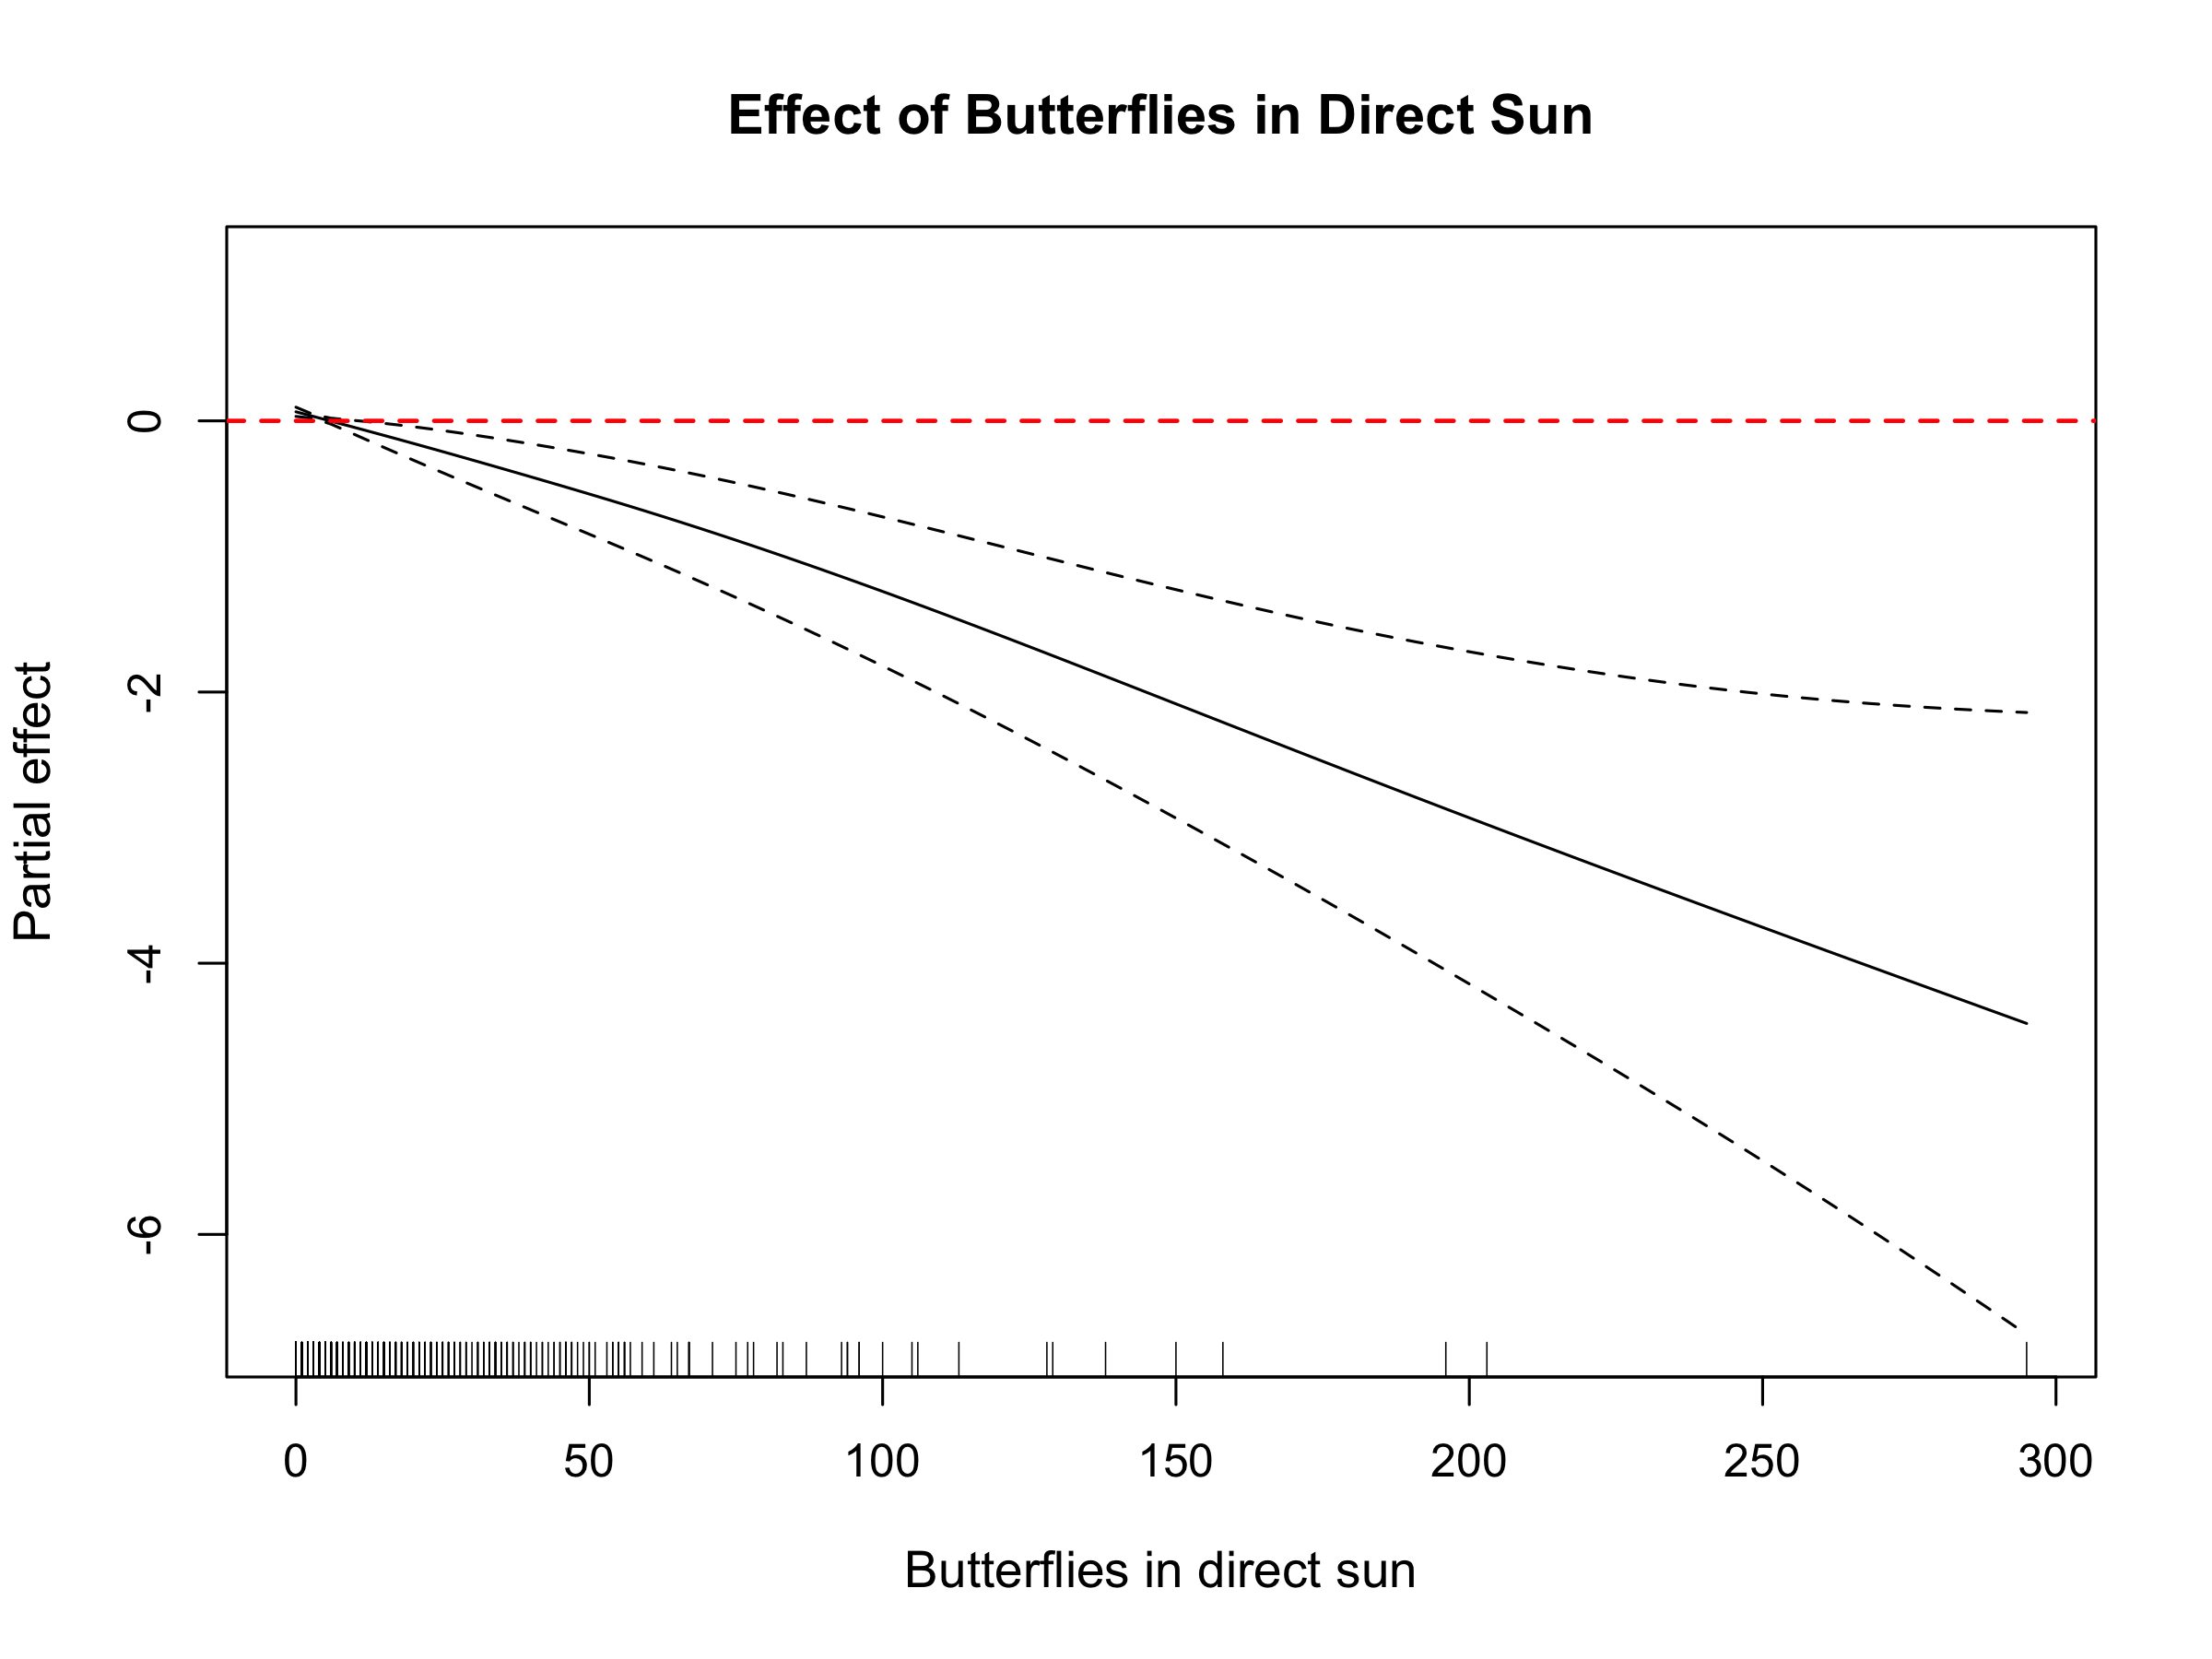 Effect of Butterflies in Direct Sun
Partial effect
0
-2
-4
-6
0 50 100 150 200 250 300
Butterflies in direct sun